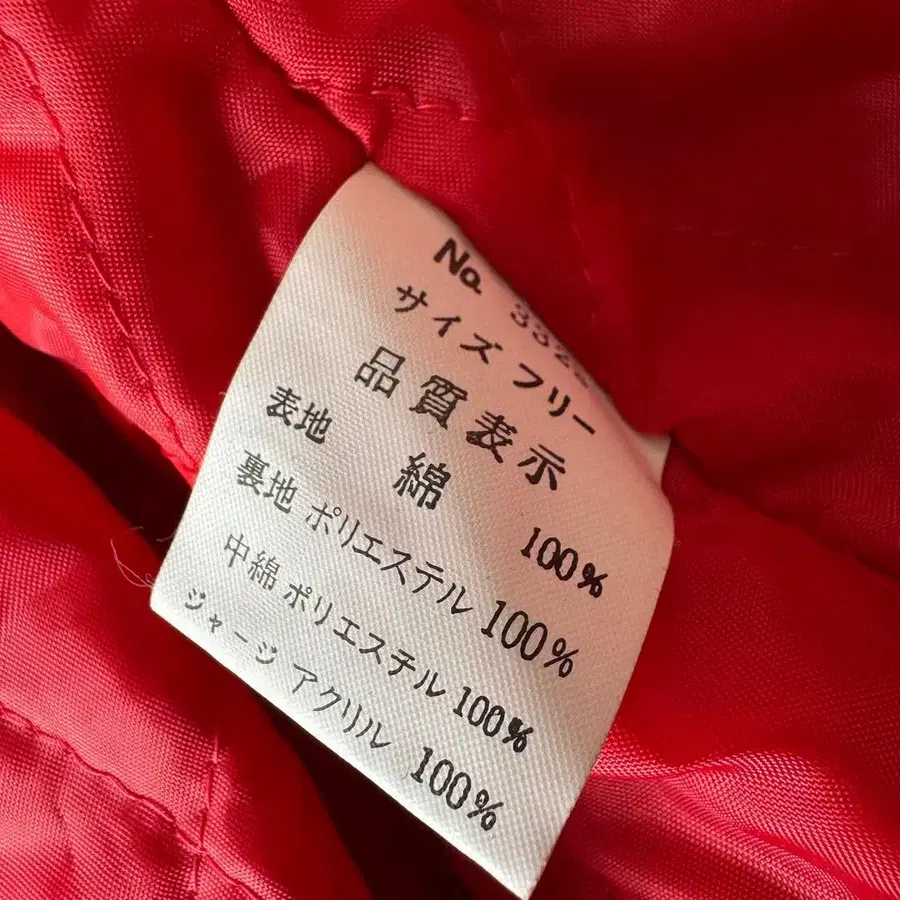 No. 332
サイズ フリー
品質表示
表地 綿 100%
裏地 ポリエステル 100%
中綿 ポリエスチル 100%
ジャージ アクリル 100%